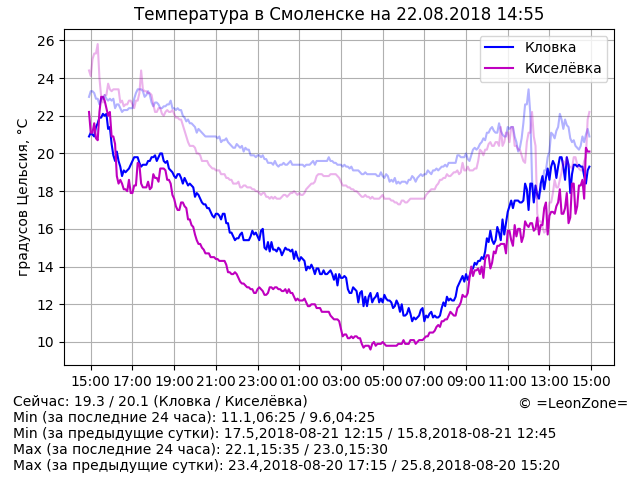 Температура в Смоленске на 22.08.2018 14:55
градусов Цельсия, °C
26
24
22
20
18
16
14
12
10
Кловка
Киселёвка
15:00 17:00 19:00 21:00 23:00 01:00 03:00 05:00 07:00 09:00 11:00 13:00 15:00
Сейчас: 19.3 / 20.1 (Кловка / Киселёвка)
© =LeonZone=
Min (за последние 24 часа): 11.1,06:25 / 9.6,04:25
Min (за предыдущие сутки): 17.5,2018-08-21 12:15 / 15.8,2018-08-21 12:45
Max (за последние 24 часа): 22.1,15:35 / 23.0,15:30
Max (за предыдущие сутки): 23.4,2018-08-20 17:15 / 25.8,2018-08-20 15:20